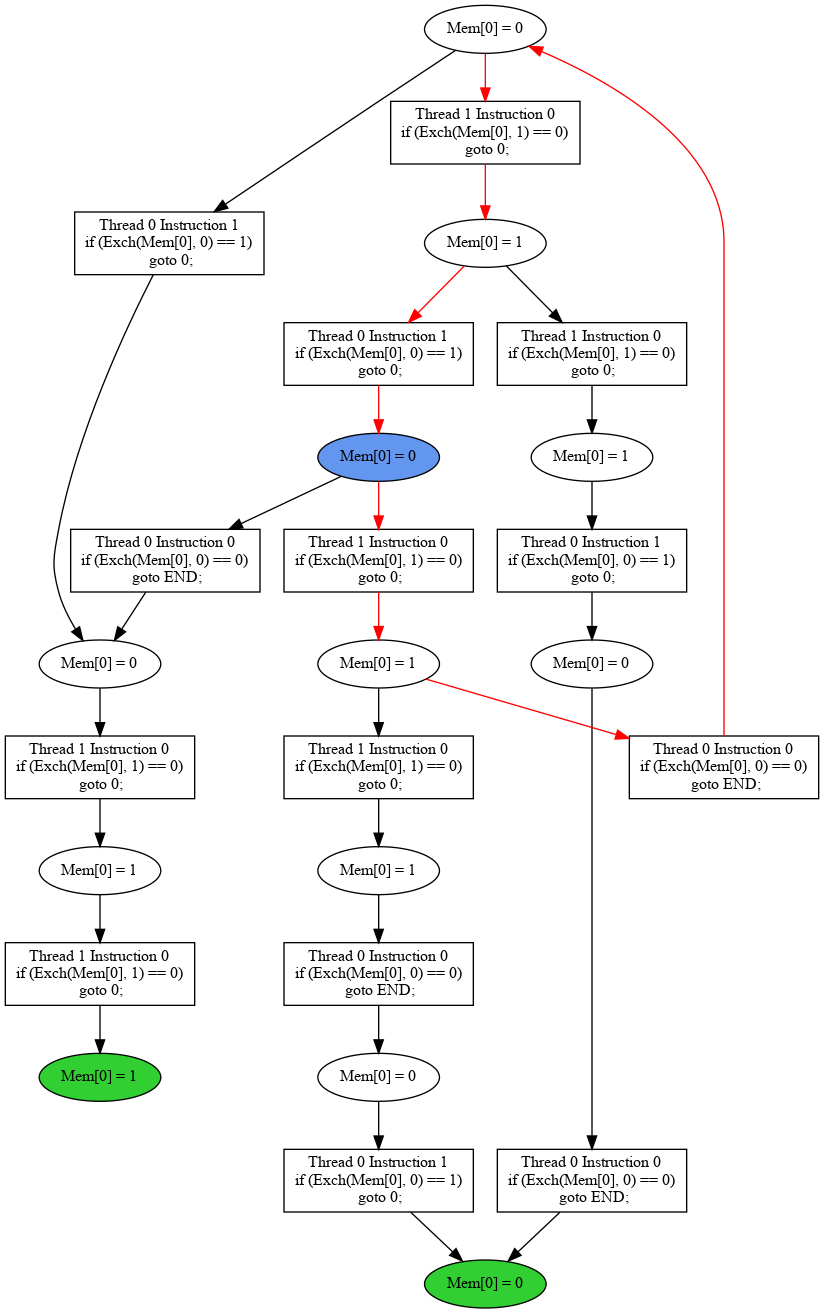 Mem[0] = 0
Thread 1 Instruction 0
if (Exch(Mem[0], 1) == 0)
goto 0;
Thread 0 Instruction 1
if (Exch(Mem[0], 0) == 1)
goto 0;
Mem[0] = 1
Thread 0 Instruction 1
if (Exch(Mem[0], 0) == 1)
goto 0;
Thread 1 Instruction 0
if (Exch(Mem[0], 1) == 0)
goto 0;
Mem[0] = 0
Mem[0] = 1
Thread 0 Instruction 0
if (Exch(Mem[0], 0) == 0)
goto END;
Thread 1 Instruction 0
if (Exch(Mem[0], 1) == 0)
goto 0;
Thread 0 Instruction 1
if (Exch(Mem[0], 0) == 1)
goto 0;
Mem[0] = 0
Mem[0] = 1
Mem[0] = 0
Thread 1 Instruction 0
if (Exch(Mem[0], 1) == 0)
goto 0;
Thread 1 Instruction 0
if (Exch(Mem[0], 1) == 0)
goto 0;
Thread 0 Instruction 0
if (Exch(Mem[0], 0) == 0)
goto END;
Mem[0] = 1
Mem[0] = 1
Thread 1 Instruction 0
if (Exch(Mem[0], 1) == 0)
goto 0;
Thread 0 Instruction 0
if (Exch(Mem[0], 0) == 0)
goto END;
Mem[0] = 1
Mem[0] = 0
Thread 0 Instruction 1
if (Exch(Mem[0], 0) == 1)
goto 0;
Thread 0 Instruction 0
if (Exch(Mem[0], 0) == 0)
goto END;
Mem[0] = 0